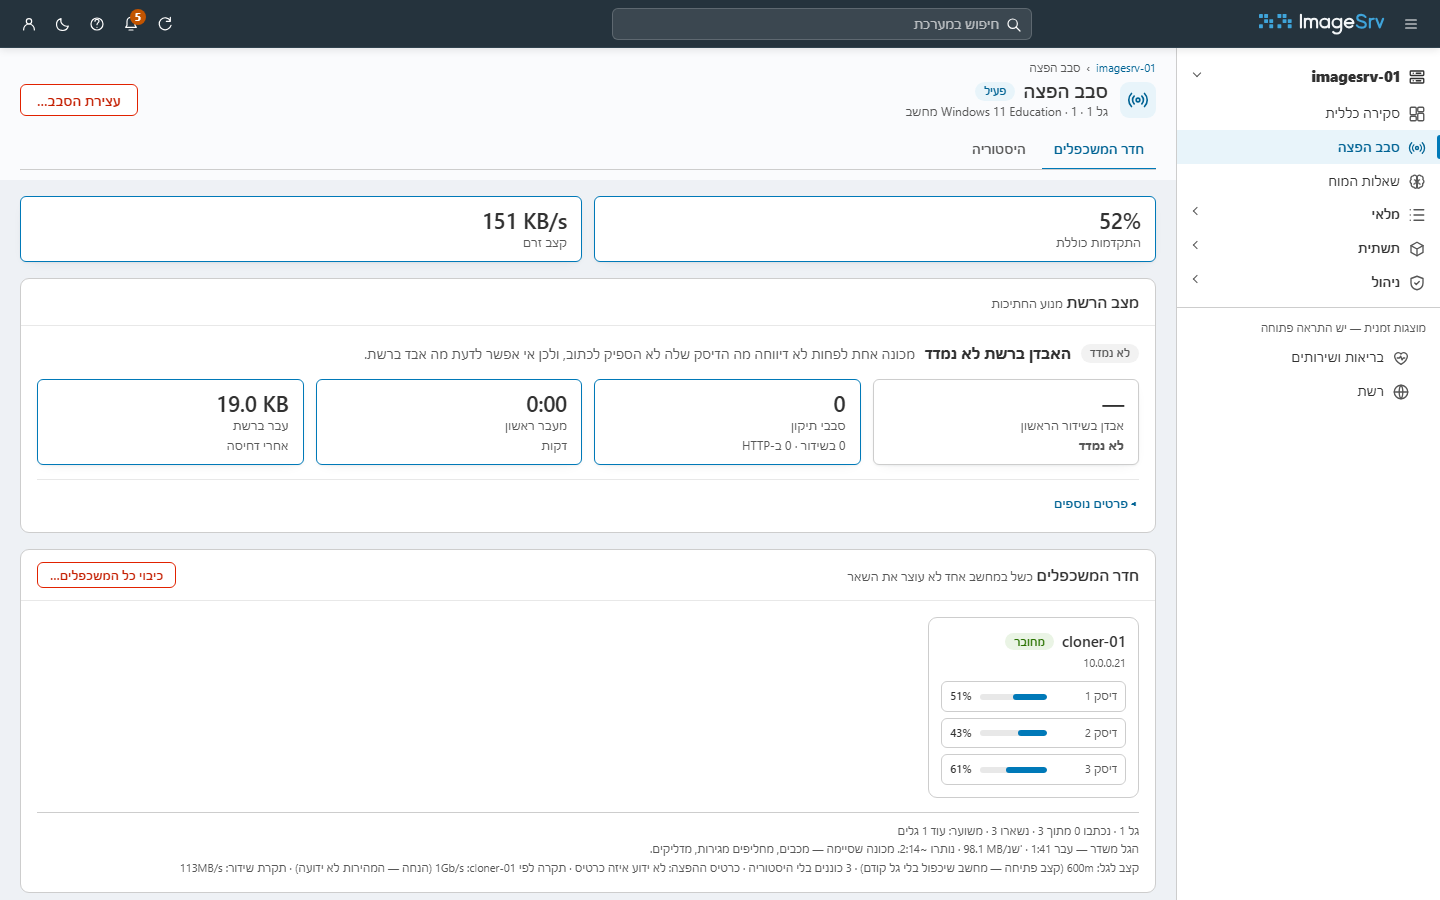 ImageSrv
חיפוש במערכת
5
imagesrv-01
סקירה כללית
סבב הפצה
שאלות המוח
מלאי
תשתית
ניהול
מוצגות זמנית — יש התראה פתוחה
בריאות ושירותים
רשת
imagesrv-01 › סבב הפצה
סבב הפצה פעיל
גל 1 · 1 · Windows 11 Education מחשב
עצירת הסבב...
חדר המשכפלים
היסטוריה
52%
התקדמות כוללת
151 KB/s
קצב זרם
מצב הרשת מנוע החתיכות
לא נמדד האבדן ברשת לא נמדד מכונה אחת לפחות לא דיווחה מה הדיסק שלה לא הספיק לכתוב, ולכן אי אפשר לדעת מה אבד ברשת.
—
אבדן בשידור הראשון
לא נמדד
0
סבבי תיקון
0 בשידור · 0 ב-HTTP
0:00
מעבר ראשון
דקות
19.0 KB
עבר ברשת
אחרי דחיסה
פרטים נוספים
חדר המשכפלים כשל במחשב אחד לא עוצר את השאר
כיבוי כל המשכפלים...
cloner-01 מחובר
10.0.0.21
דיסק 1 51%
דיסק 2 43%
דיסק 3 61%
גל 1 · נכתבו 0 מתוך 3 · נשארו 3 · משוער: עוד 1 גלים
הגל משדר — עבר 1:41 · 98.1 MB/שנ' · נותרו ~2:14. מכונה שסיימה — מכבים, מחליפים מגירות, מדליקים.
קצב לגל: 600m (קצב פתיחה — מחשב שיכפול בלי גל קודם) · 3 כוננים בלי היסטוריה · כרטיס ההפצה: לא ידוע איזה כרטיס · תקרה לפי cloner-01: 1Gb/s (הנחה — המהירות לא ידועה) · תקרת שידור: 113MB/s